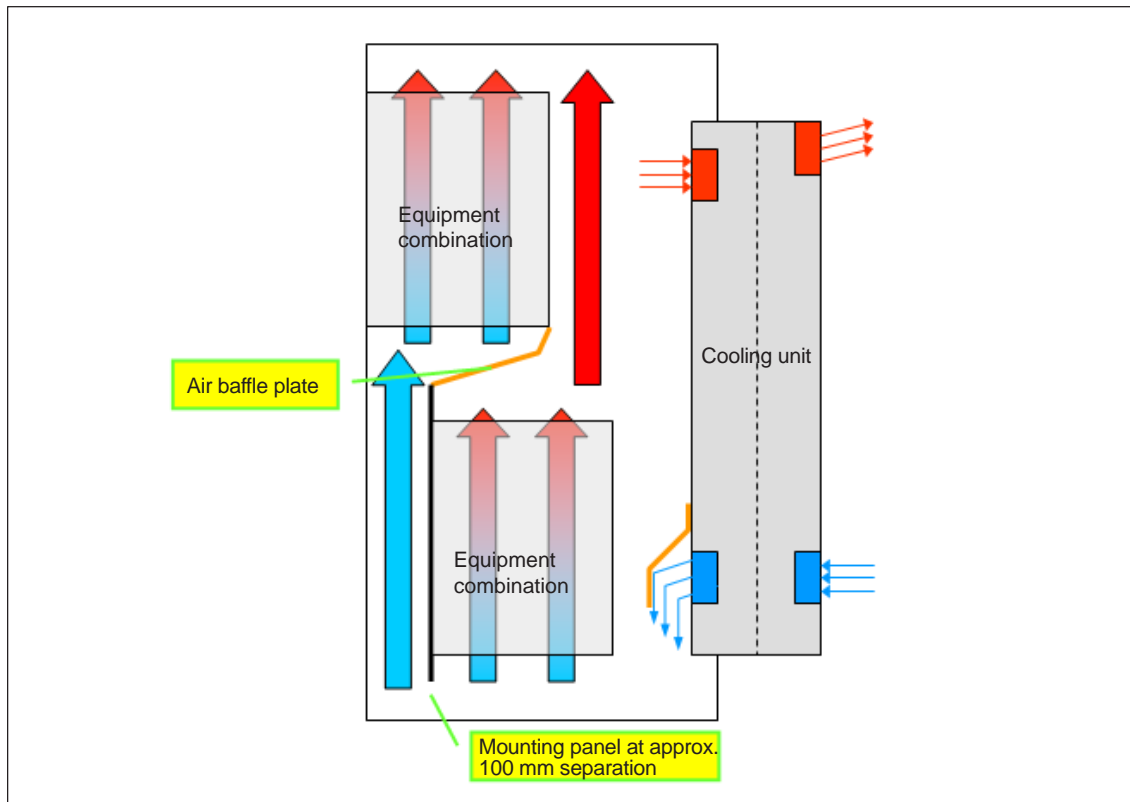 Equipment
combination
Cooling unit
Air baffle plate
Equipment
combination
Mounting panel at approx.
100 mm separation